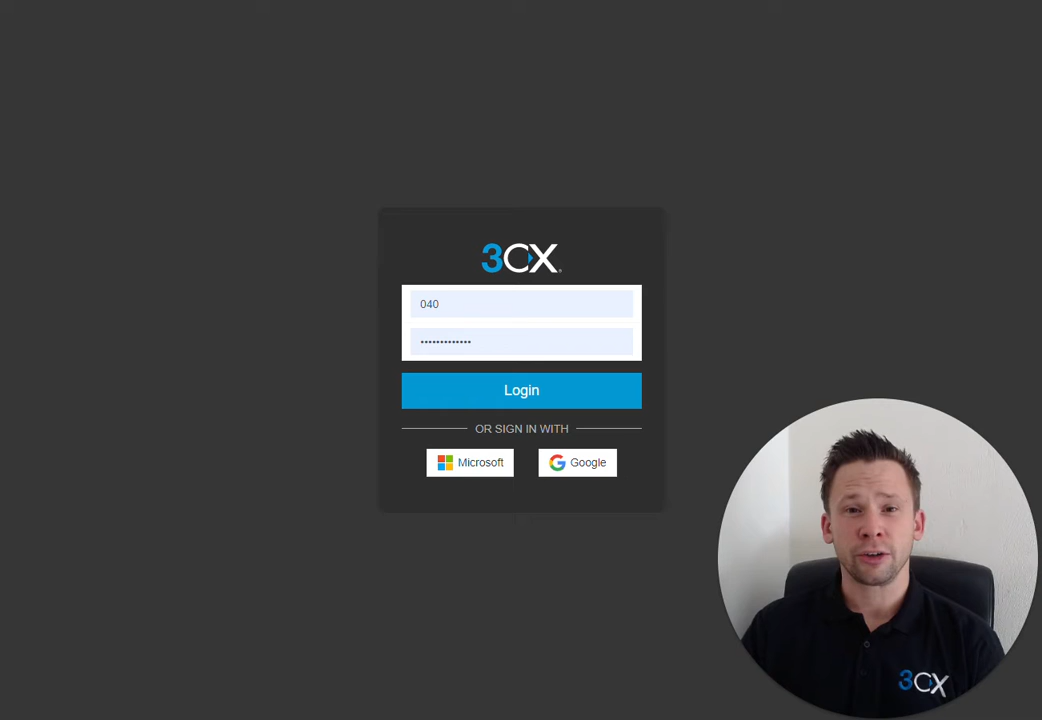 3CX
040
•••••••••••••
Login
OR SIGN IN WITH
Microsoft
Google
3CX